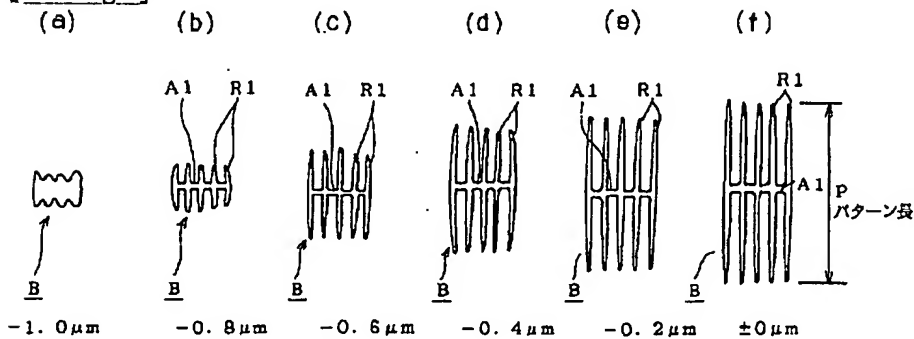 (a) (b) (c) (d) (e) (f)
R1
A1 R1 A1 R1 A1 R1 A1 R1
A1
P
パターン長
B B B B B B
-1.0μm -0.8μm -0.6μm -0.4μm -0.2μm ±0μm